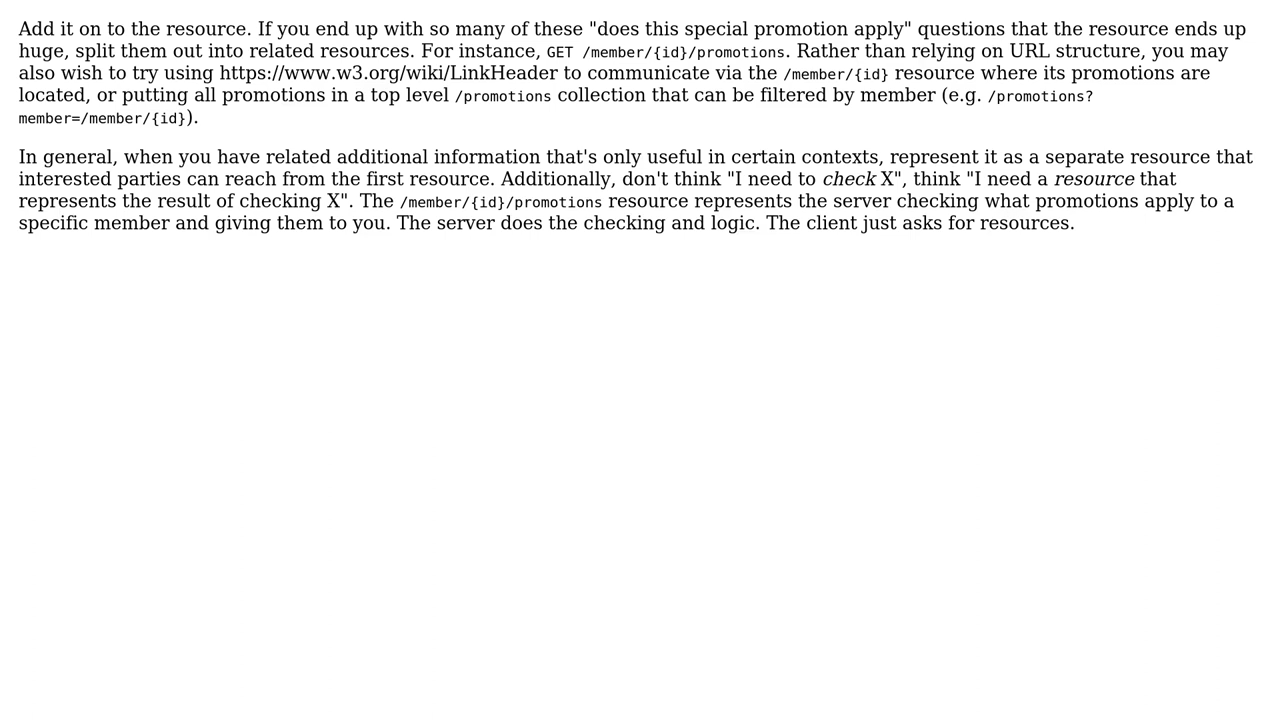 Add it on to the resource. If you end up with so many of these "does this special promotion apply" questions that the resource ends up
huge, split them out into related resources. For instance, GET /member/{id}/promotions. Rather than relying on URL structure, you may
also wish to try using https://www.w3.org/wiki/LinkHeader to communicate via the /member/{id} resource where its promotions are
located, or putting all promotions in a top level /promotions collection that can be filtered by member (e.g. /promotions?
member=/member/{id}).
In general, when you have related additional information that's only useful in certain contexts, represent it as a separate resource that
interested parties can reach from the first resource. Additionally, don't think "I need to check X", think "I need a resource that
represents the result of checking X". The /member/{id}/promotions resource represents the server checking what promotions apply to a
specific member and giving them to you. The server does the checking and logic. The client just asks for resources.